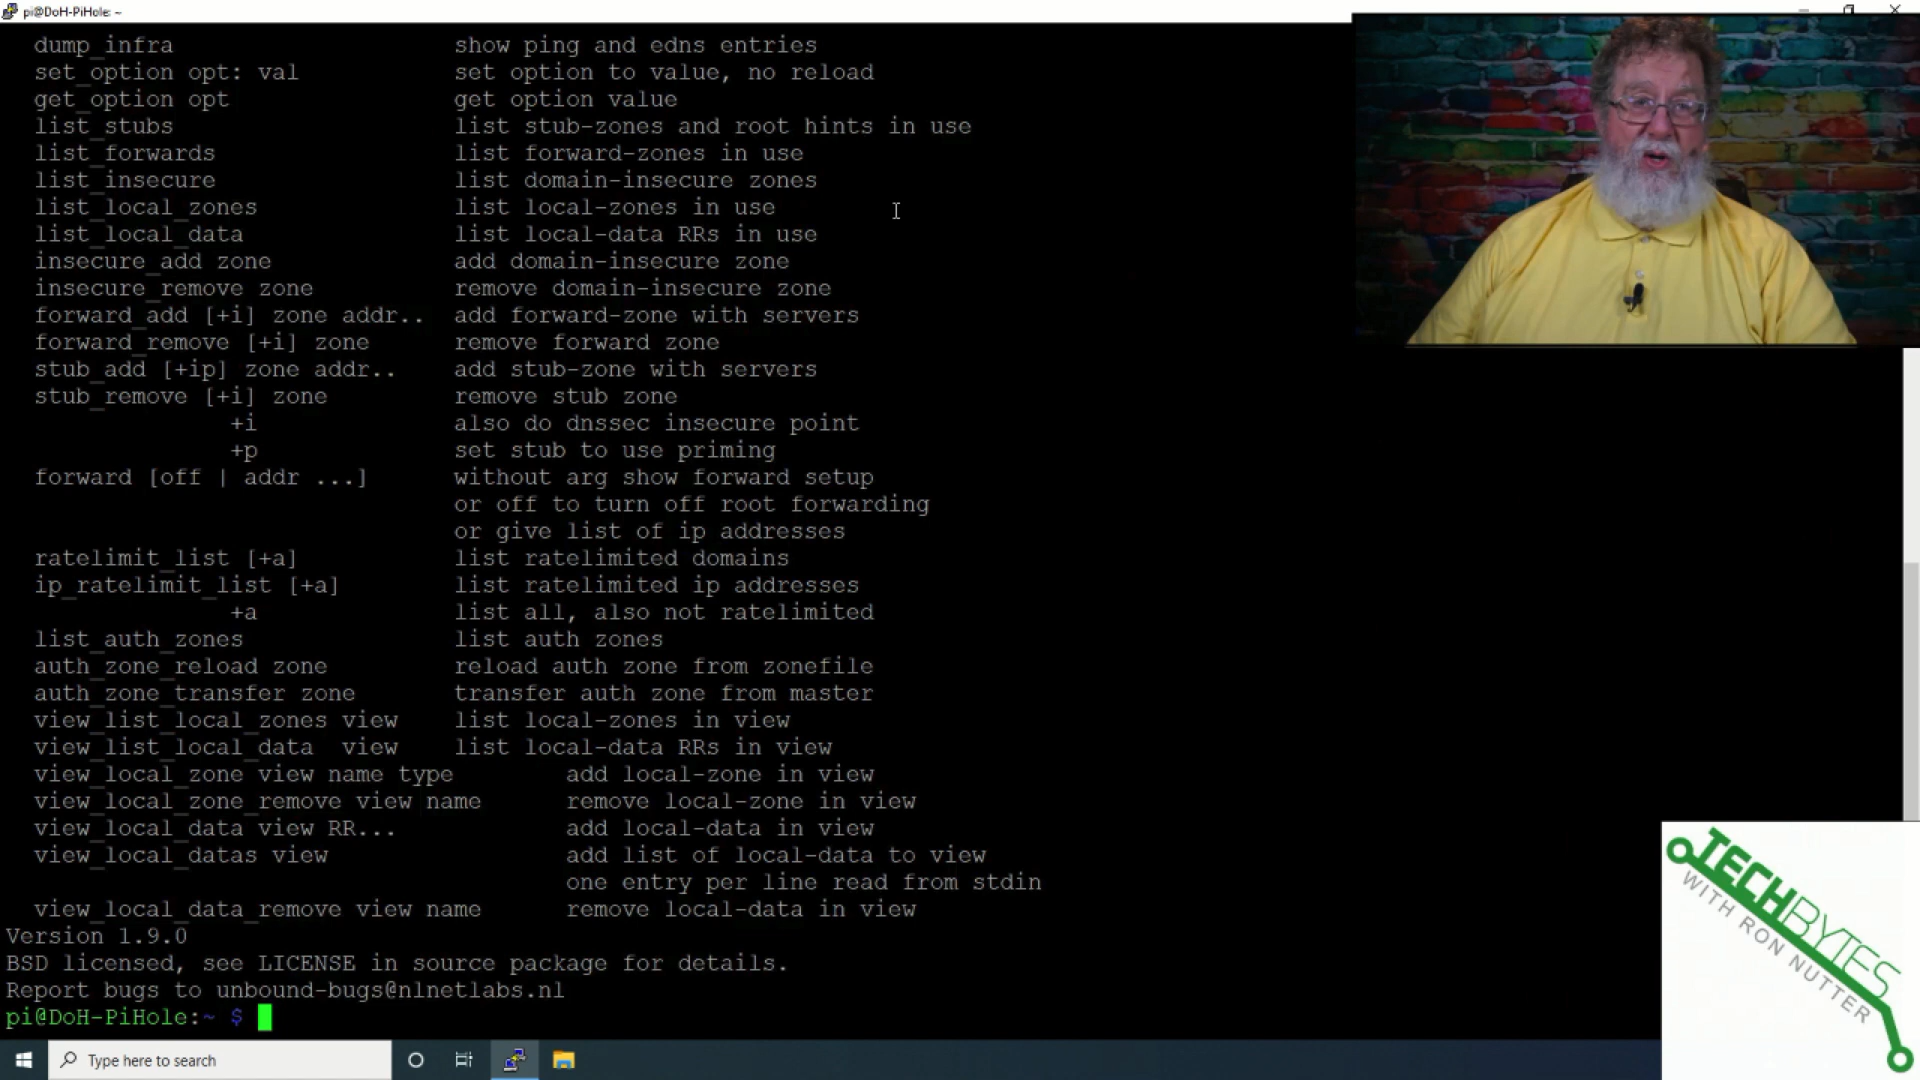 pi@DoH-PiHole: ~
dump_infra show ping and edns entries
set_option opt: val set option to value, no reload
get_option opt get option value
list_stubs list stub-zones and root hints in use
list_forwards list forward-zones in use
list_insecure list domain-insecure zones
list_local_zones list local-zones in use
list_local_data list local-data RRs in use
insecure_add zone add domain-insecure zone
insecure_remove zone remove domain-insecure zone
forward_add [+i] zone addr.. add forward-zone with servers
forward_remove [+i] zone remove forward zone
stub_add [+ip] zone addr.. add stub-zone with servers
stub_remove [+i] zone remove stub zone
+i also do dnssec insecure point
+p set stub to use priming
forward [off | addr ...] without arg show forward setup
or off to turn off root forwarding
or give list of ip addresses
ratelimit_list [+a] list ratelimited domains
ip_ratelimit_list [+a] list ratelimited ip addresses
+a list all, also not ratelimited
list_auth_zones list auth zones
auth_zone_reload zone reload auth zone from zonefile
auth_zone_transfer zone transfer auth zone from master
view_list_local_zones view list local-zones in view
view_list_local_data view list local-data RRs in view
view_local_zone view name type add local-zone in view
view_local_zone_remove view name remove local-zone in view
view_local_data view RR... add local-data in view
view_local_datas view add list of local-data to view
one entry per line read from stdin
view_local_data_remove view name remove local-data in view
Version 1.9.0
BSD licensed, see LICENSE in source package for details.
Report bugs to unbound-bugs@nlnetlabs.nl
pi@DoH-PiHole:~ $
TECHBYTES
WITH RON NUTTER
Type here to search